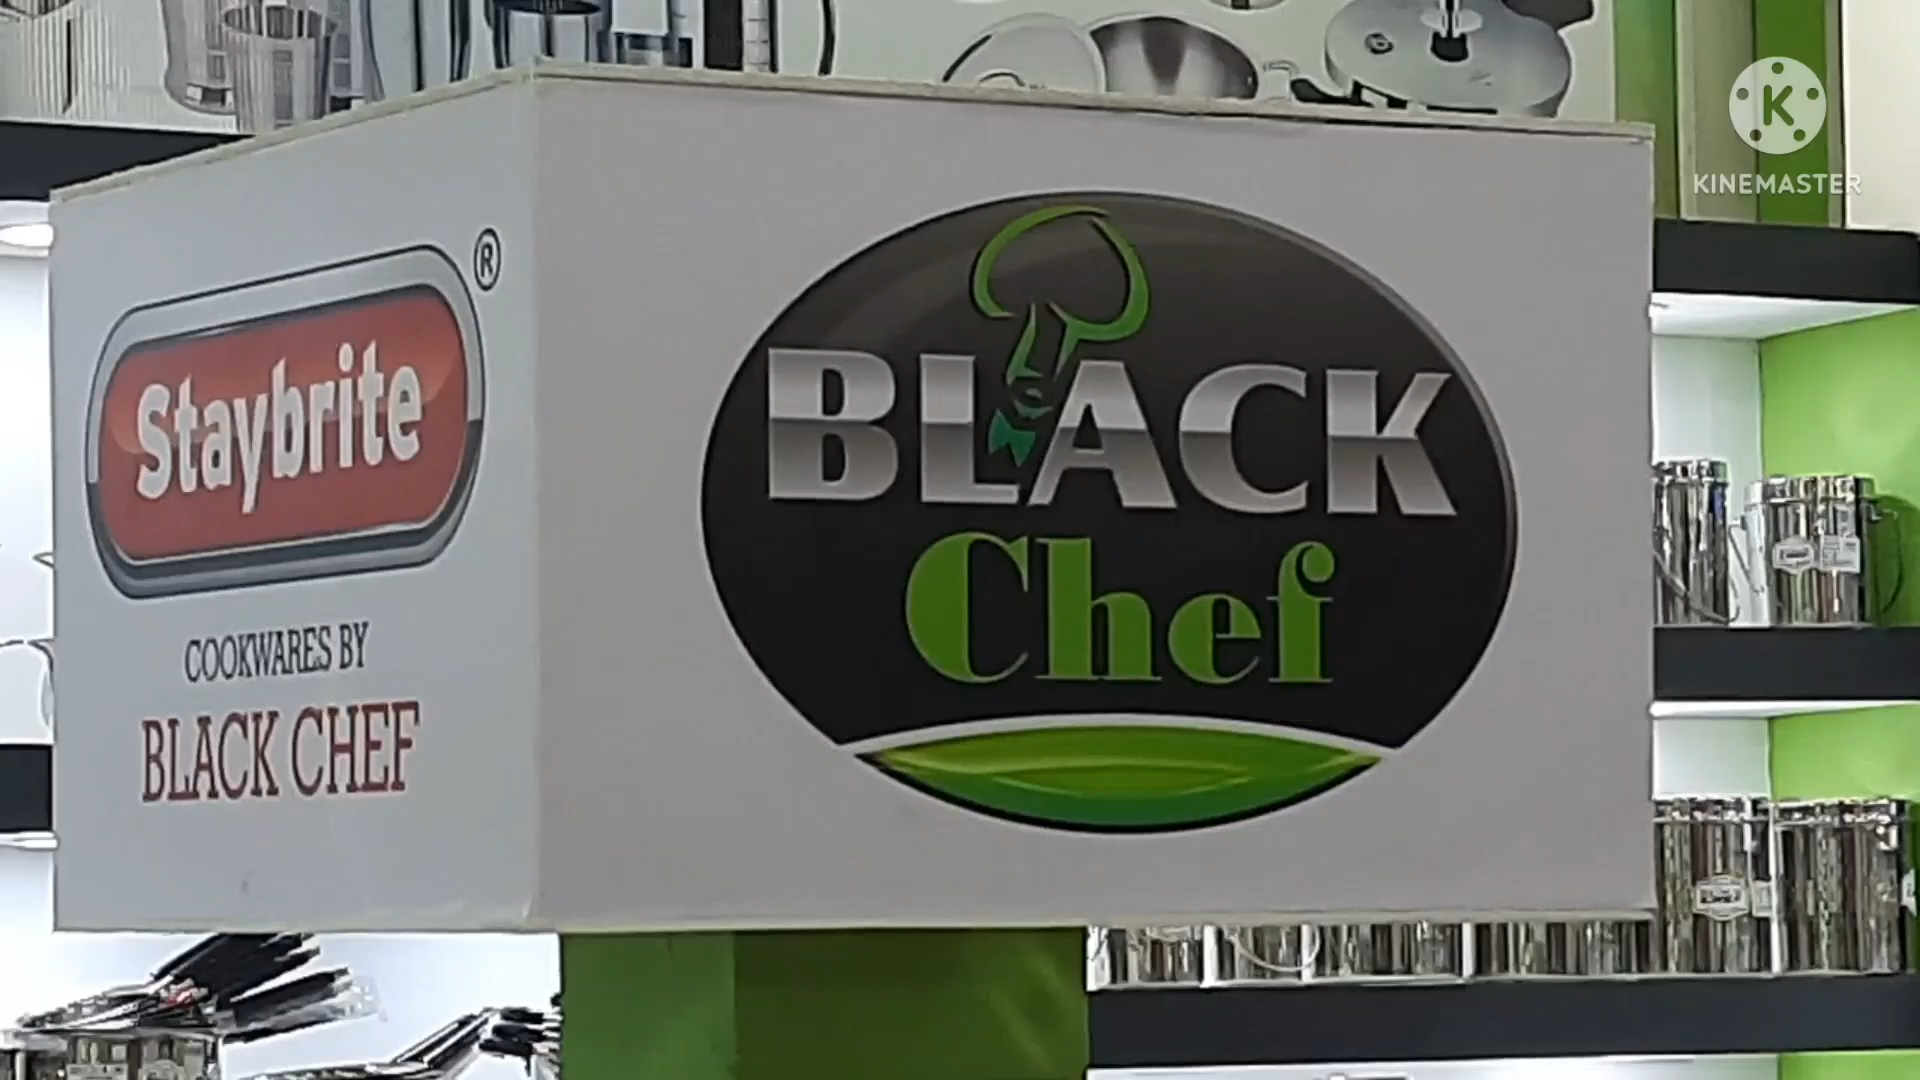 KINEMASTER
Staybrite®
COOKWARES BY
BLACK CHEF
BLACK
Chef